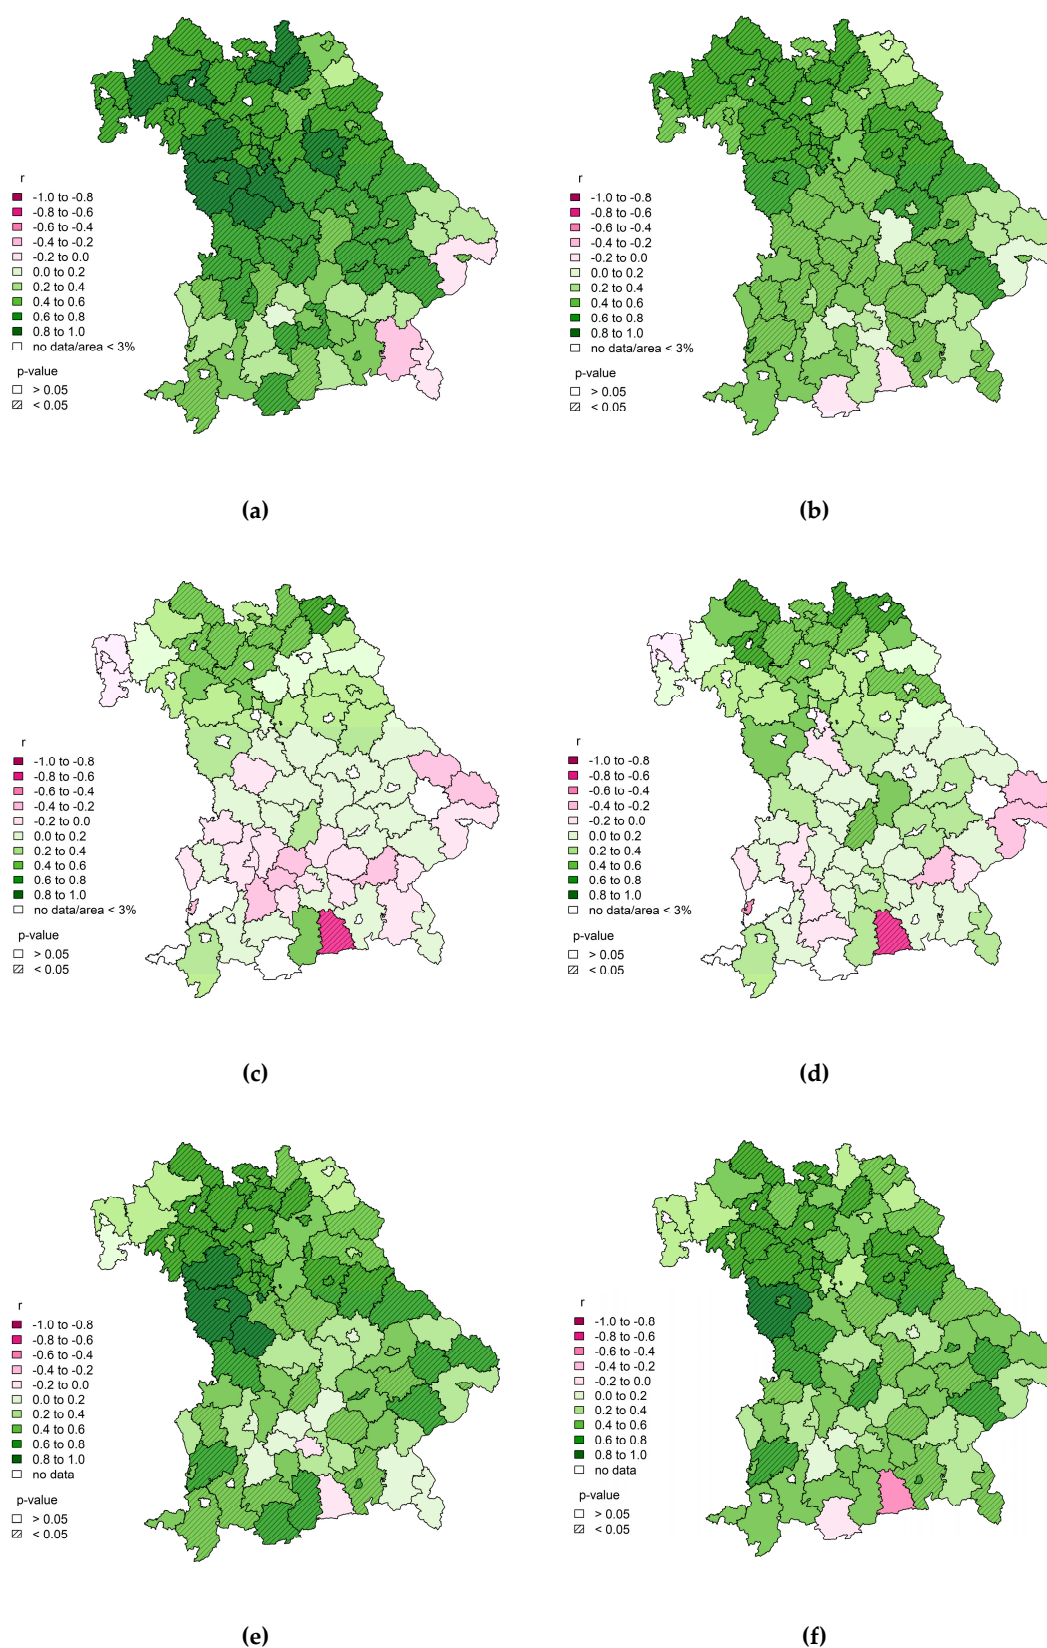 r
-1.0 to -0.8
-0.8 to -0.6
-0.6 to -0.4
-0.4 to -0.2
-0.2 to 0.0
0.0 to 0.2
0.2 to 0.4
0.4 to 0.6
0.6 to 0.8
0.8 to 1.0
no data/area < 3%
p-value
> 0.05
< 0.05
(a)
r
-1.0 to -0.8
-0.8 to -0.6
-0.6 to -0.4
-0.4 to -0.2
-0.2 to 0.0
0.0 to 0.2
0.2 to 0.4
0.4 to 0.6
0.6 to 0.8
0.8 to 1.0
no data/area < 3%
p-value
> 0.05
< 0.05
(b)
r
-1.0 to -0.8
-0.8 to -0.6
-0.6 to -0.4
-0.4 to -0.2
-0.2 to 0.0
0.0 to 0.2
0.2 to 0.4
0.4 to 0.6
0.6 to 0.8
0.8 to 1.0
no data/area < 3%
p-value
> 0.05
< 0.05
(c)
r
-1.0 to -0.8
-0.8 to -0.6
-0.6 to -0.4
-0.4 to -0.2
-0.2 to 0.0
0.0 to 0.2
0.2 to 0.4
0.4 to 0.6
0.6 to 0.8
0.8 to 1.0
no data/area < 3%
p-value
> 0.05
< 0.05
(d)
r
-1.0 to -0.8
-0.8 to -0.6
-0.6 to -0.4
-0.4 to -0.2
-0.2 to 0.0
0.0 to 0.2
0.2 to 0.4
0.4 to 0.6
0.6 to 0.8
0.8 to 1.0
no data
p-value
> 0.05
< 0.05
(e)
r
-1.0 to -0.8
-0.8 to -0.6
-0.6 to -0.4
-0.4 to -0.2
-0.2 to 0.0
0.0 to 0.2
0.2 to 0.4
0.4 to 0.6
0.6 to 0.8
0.8 to 1.0
no data
p-value
> 0.05
< 0.05
(f)